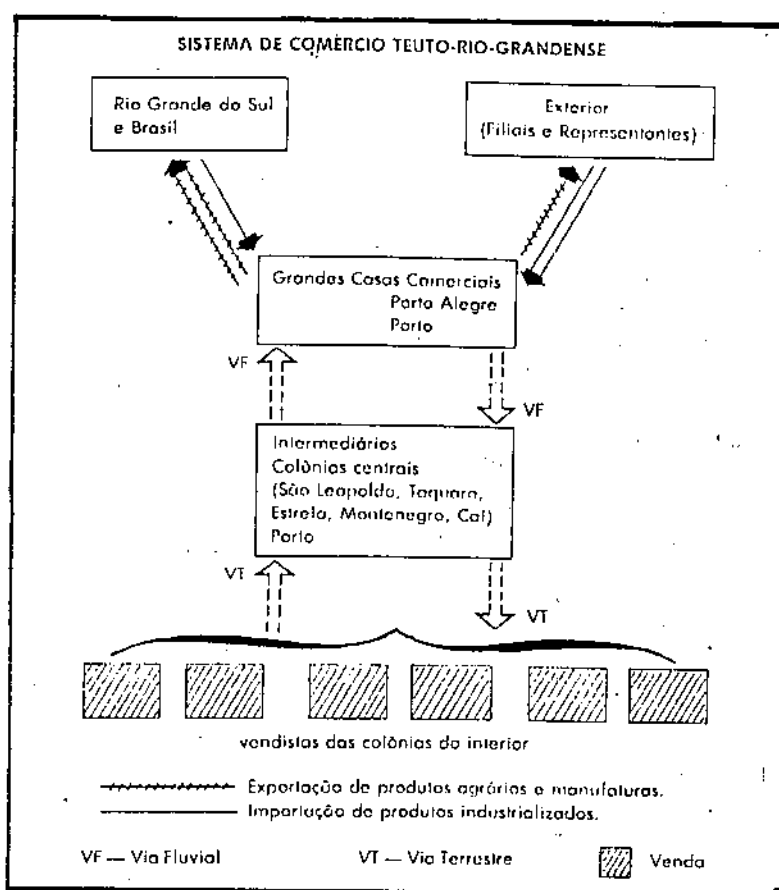 SISTEMA DE COMÉRCIO TEUTO-RIO-GRANDENSE
Rio Grande do Sul
e Brasil
Exterior
(Filiais e Representantes)
Grandes Casas Comerciais
Porto Alegre
Porto
VF
VF
Intermediários
Colônias centrais
(São Leopoldo, Taquara,
Estrela, Montenegro, Caí)
Porto
VT
VT
vendistas das colônias do interior
Exportação de produtos agrários e manufaturas.
Importação de produtos industrializados.
VF — Via Fluvial
VT — Via Terrestre
Venda